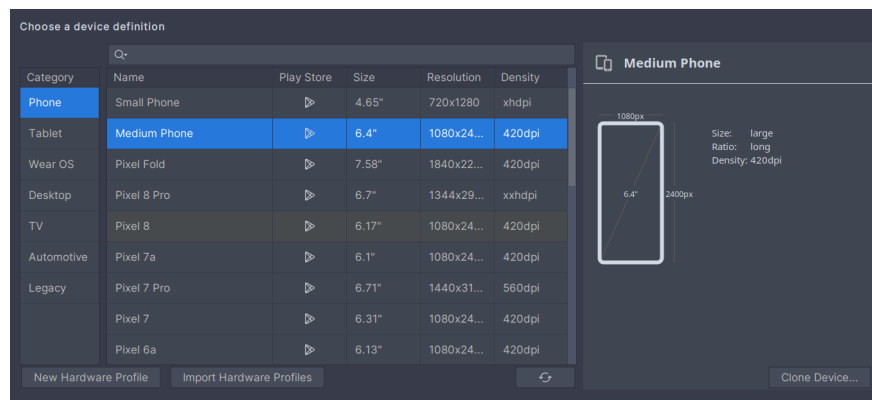 Choose a device definition
Category Name Play Store Size Resolution Density
Phone Small Phone 4.65" 720x1280 xhdpi
Tablet Medium Phone 6.4" 1080x24... 420dpi
Wear OS Pixel Fold 7.58" 1840x22... 420dpi
Desktop Pixel 8 Pro 6.7" 1344x29... xxhdpi
TV Pixel 8 6.17" 1080x24... 420dpi
Automotive Pixel 7a 6.1" 1080x24... 420dpi
Legacy Pixel 7 Pro 6.71" 1440x31... 560dpi
Pixel 7 6.31" 1080x24... 420dpi
Pixel 6a 6.13" 1080x24... 420dpi
New Hardware Profile Import Hardware Profiles
Medium Phone
1080px
6.4"
2400px
Size: large
Ratio: long
Density: 420dpi
Clone Device...